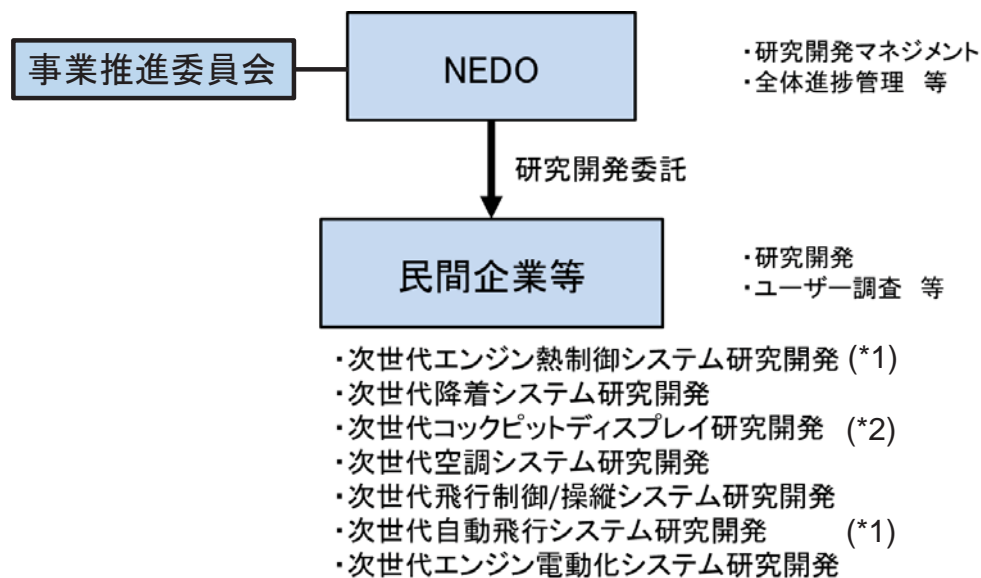 事業推進委員会
NEDO
・研究開発マネジメント
・全体進捗管理 等
研究開発委託
民間企業等
・研究開発
・ユーザー調査 等
・次世代エンジン熱制御システム研究開発 (*1)
・次世代降着システム研究開発
・次世代コックピットディスプレイ研究開発 (*2)
・次世代空調システム研究開発
・次世代飛行制御/操縦システム研究開発
・次世代自動飛行システム研究開発 (*1)
・次世代エンジン電動化システム研究開発